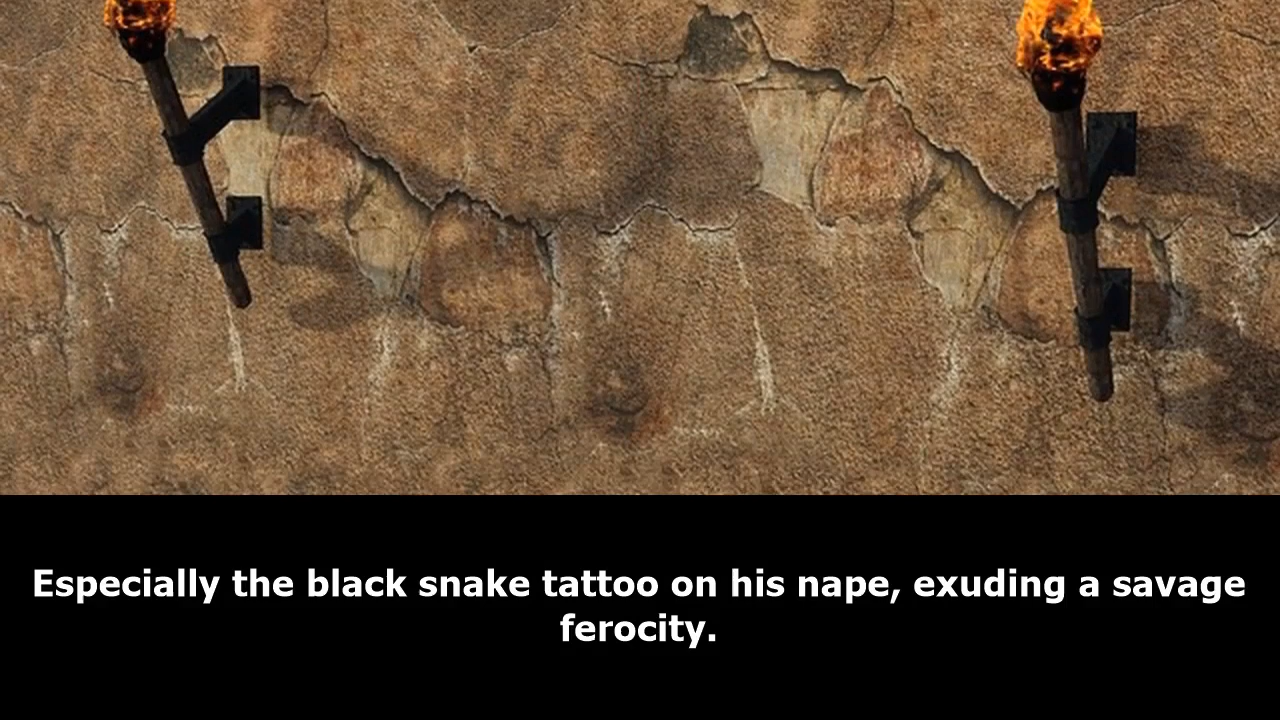 Especially the black snake tattoo on his nape, exuding a savage
ferocity.